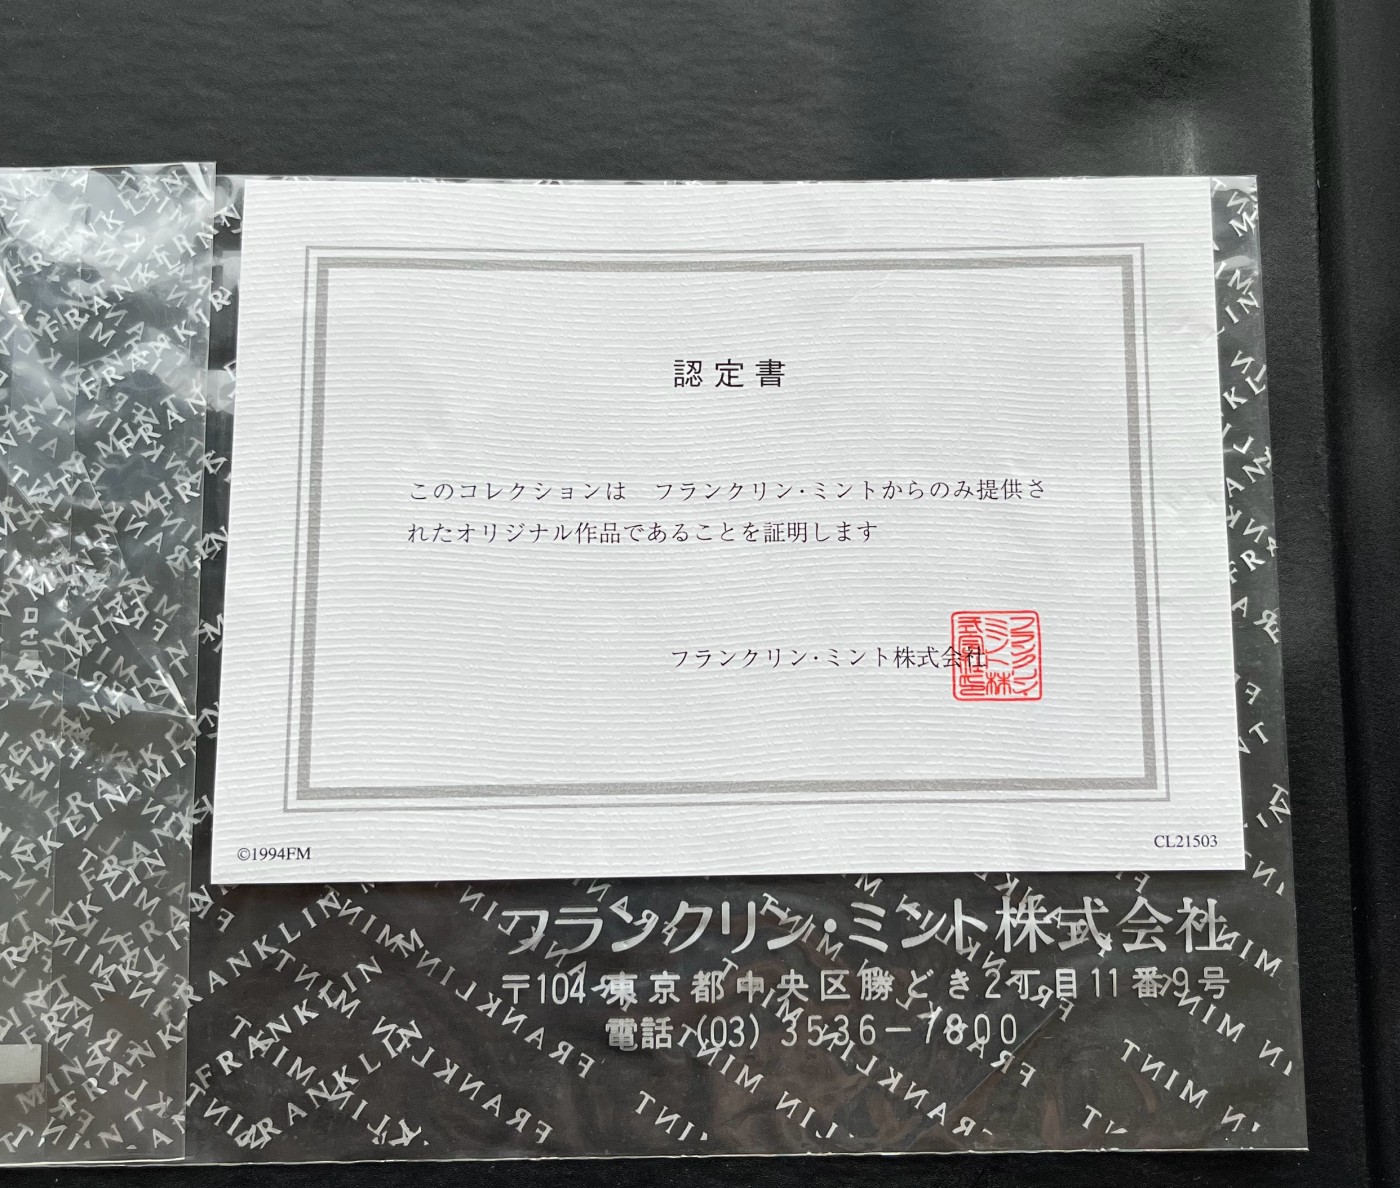 認定書
このコレクションは　フランクリン・ミントからのみ提供さ
れたオリジナル作品であることを証明します
フランクリン・ミント株式会社
©1994FM
CL21503
フランクリン・ミント株式会社
〒104 東京都中央区勝どき2丁目11番9号
電話 (03) 3536-7800
FRANKLIN MINT